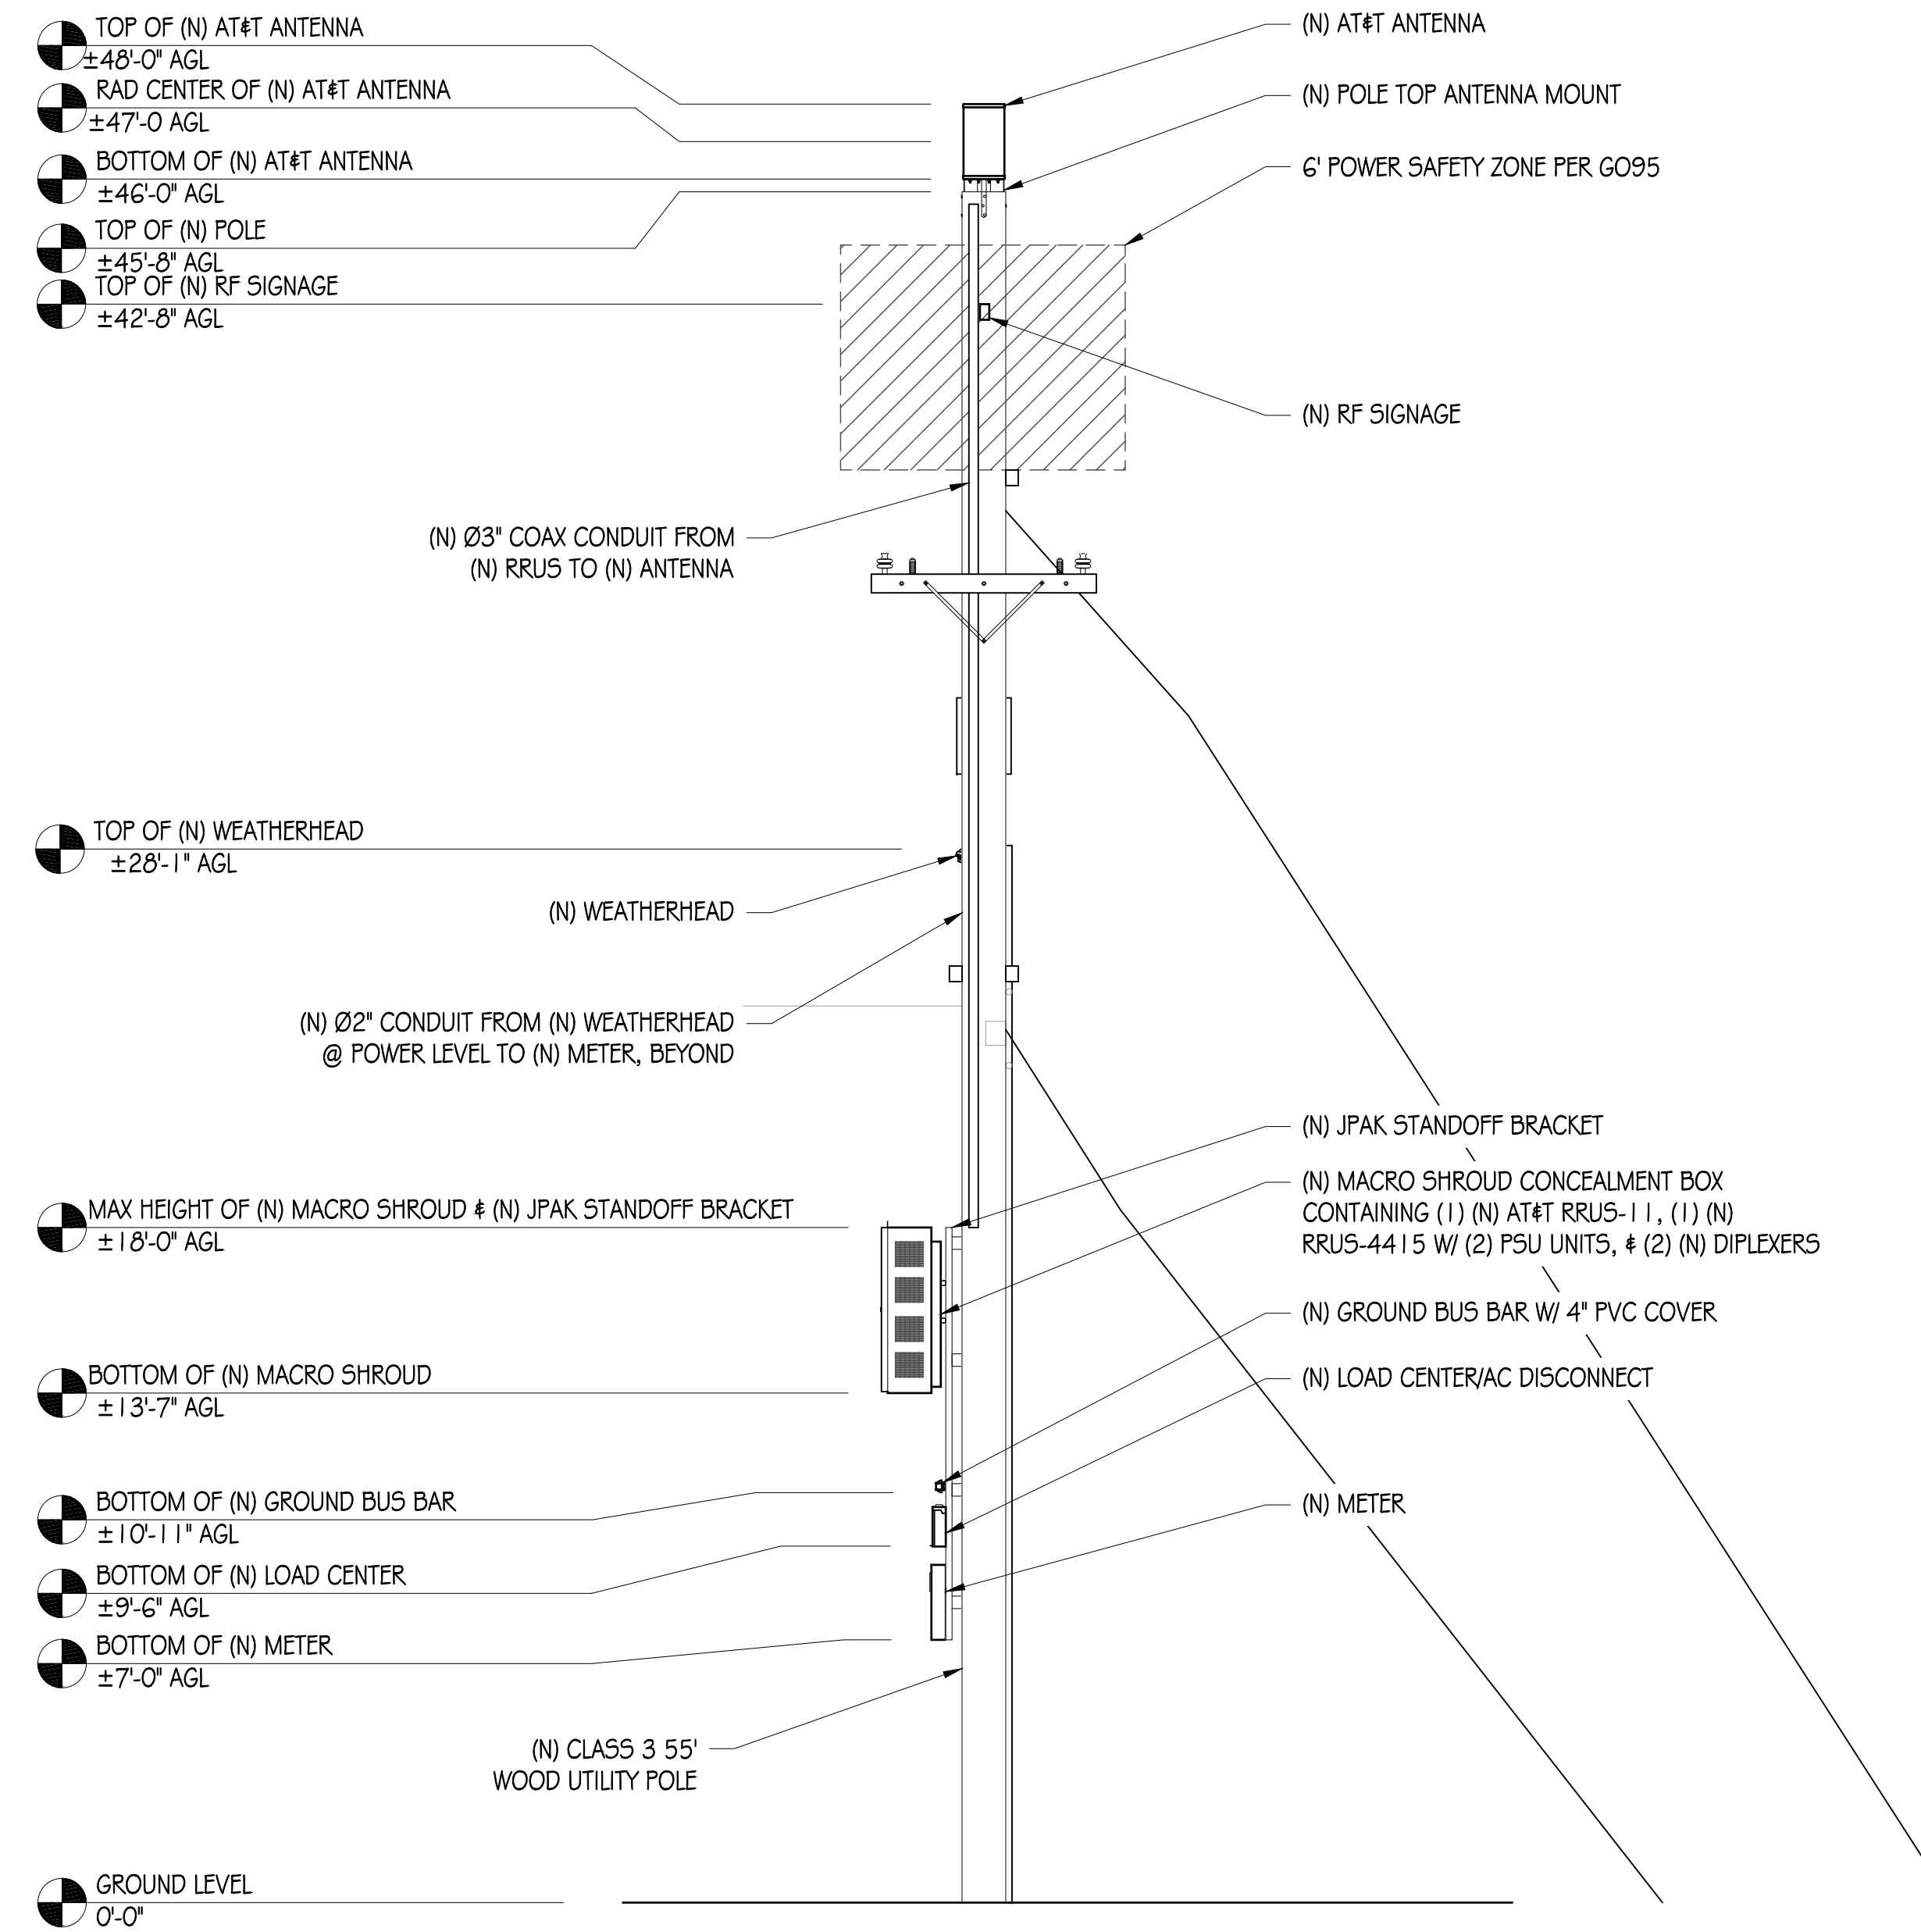 TOP OF (N) AT&T ANTENNA
±48'-0" AGL
RAD CENTER OF (N) AT&T ANTENNA
±47'-0 AGL
BOTTOM OF (N) AT&T ANTENNA
±46'-0" AGL
TOP OF (N) POLE
±45'-8" AGL
TOP OF (N) RF SIGNAGE
±42'-8" AGL
(N) AT&T ANTENNA
(N) POLE TOP ANTENNA MOUNT
6' POWER SAFETY ZONE PER GO95
(N) RF SIGNAGE
(N) Ø3" COAX CONDUIT FROM
(N) RRUS TO (N) ANTENNA
TOP OF (N) WEATHERHEAD
±28'-1" AGL
(N) WEATHERHEAD
(N) Ø2" CONDUIT FROM (N) WEATHERHEAD
@ POWER LEVEL TO (N) METER, BEYOND
(N) JPAK STANDOFF BRACKET
(N) MACRO SHROUD CONCEALMENT BOX
CONTAINING (1) (N) AT&T RRUS-11, (1) (N)
RRUS-4415 W/ (2) PSU UNITS, & (2) (N) DIPLEXERS
MAX HEIGHT OF (N) MACRO SHROUD & (N) JPAK STANDOFF BRACKET
±18'-0" AGL
(N) GROUND BUS BAR W/ 4" PVC COVER
(N) LOAD CENTER/AC DISCONNECT
BOTTOM OF (N) MACRO SHROUD
±13'-7" AGL
(N) METER
BOTTOM OF (N) GROUND BUS BAR
±10'-11" AGL
BOTTOM OF (N) LOAD CENTER
±9'-6" AGL
BOTTOM OF (N) METER
±7'-0" AGL
(N) CLASS 3 55'
WOOD UTILITY POLE
GROUND LEVEL
0'-0"